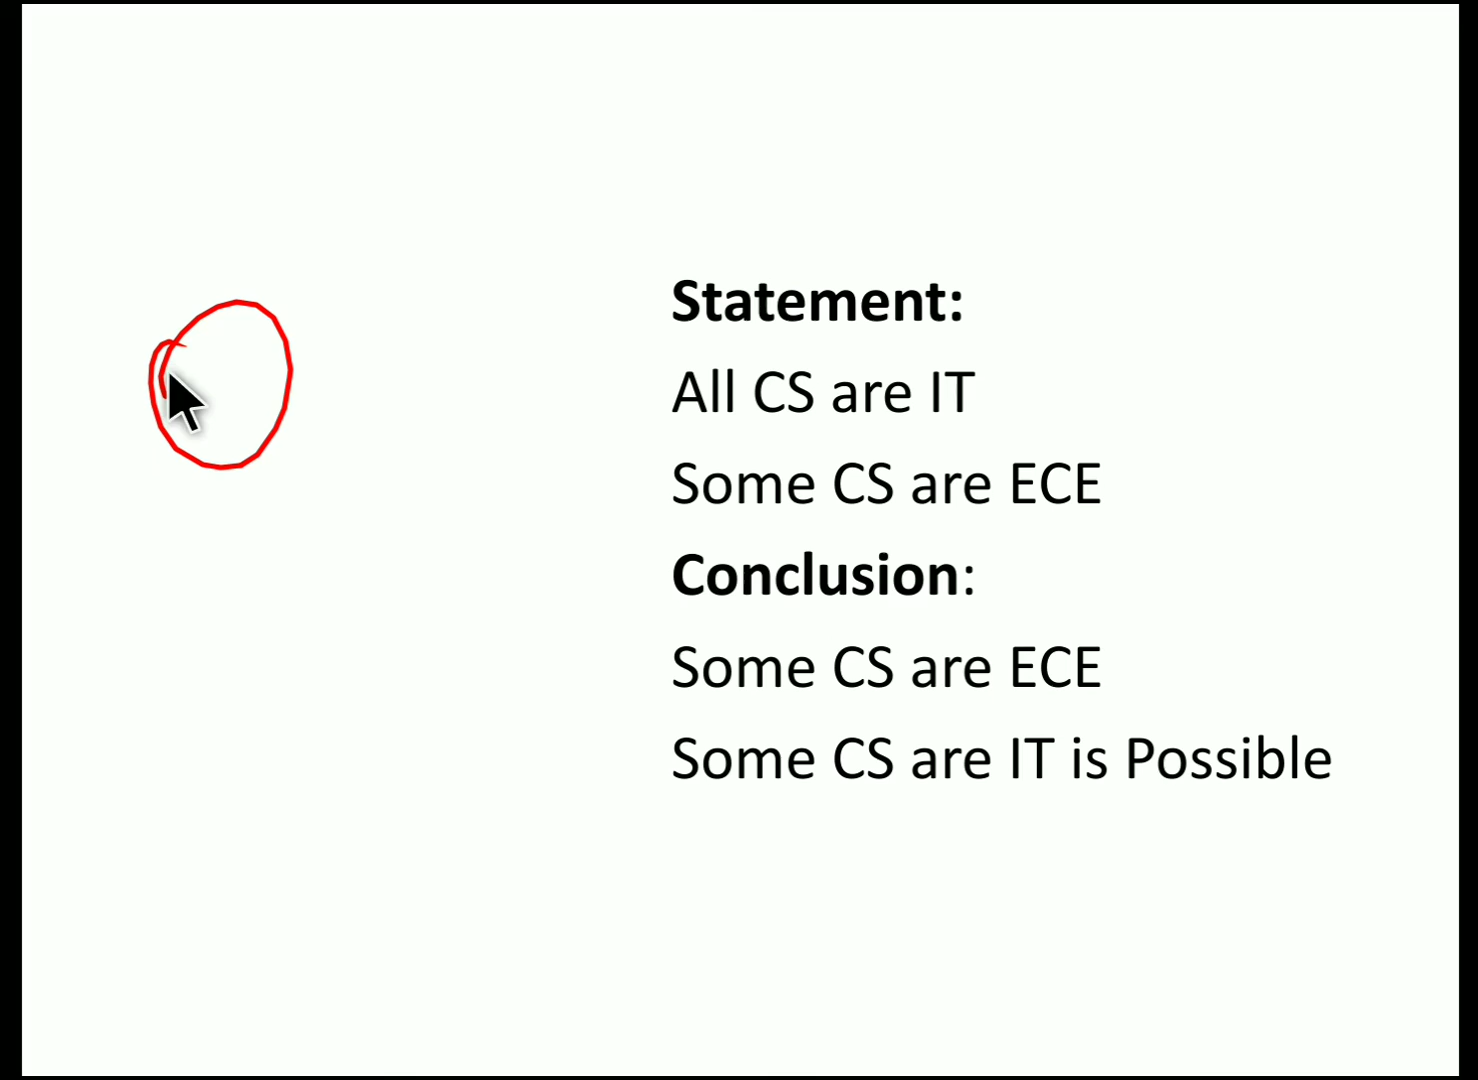 Statement:
All CS are IT
Some CS are ECE
Conclusion:
Some CS are ECE
Some CS are IT is Possible